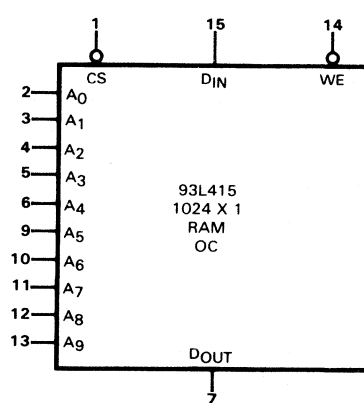 1 15 14
CS DIN WE
2 A0
3 A1
4 A2
5 A3
6 A4
9 A5
10 A6
11 A7
12 A8
13 A9
93L415
1024 X 1
RAM
OC
DOUT
7